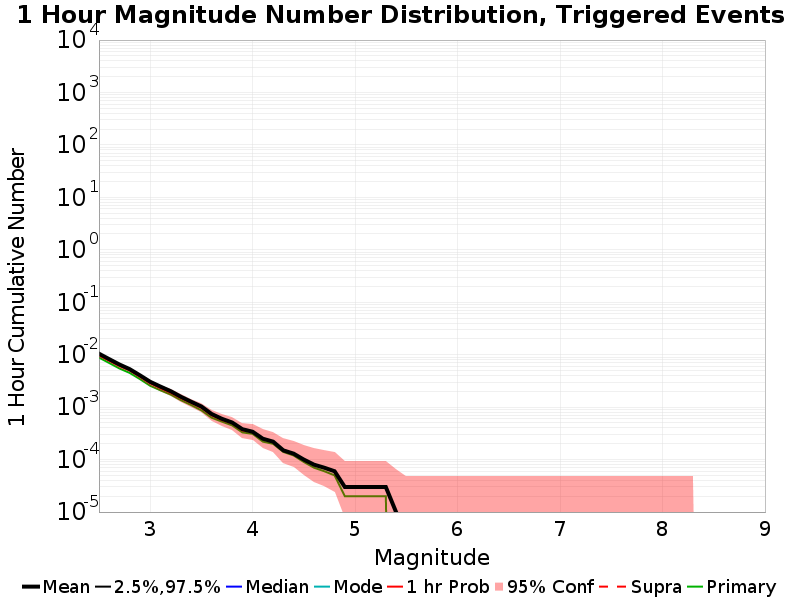 1 Hour Magnitude Number Distribution, Triggered Events
10^4
10^3
10^2
10^1
10^0
10^-1
10^-2
10^-3
10^-4
10^-5
1 Hour Cumulative Number
3 4 5 6 7 8 9
Magnitude
Mean 2.5%,97.5% Median Mode 1 hr Prob 95% Conf Supra Primary